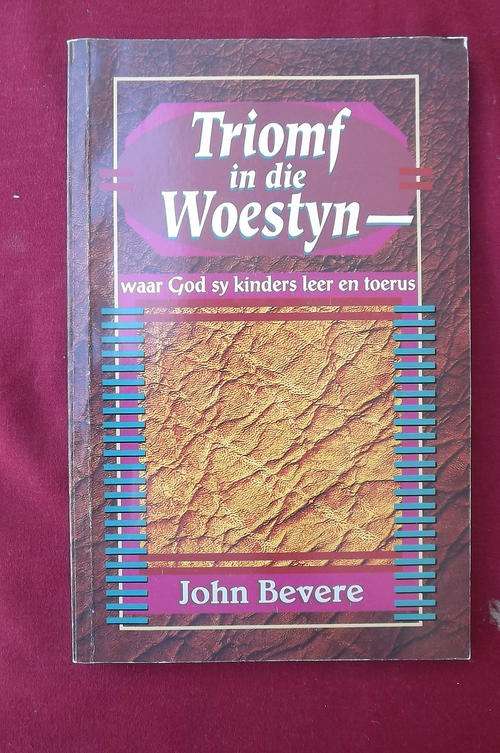 Triomf
in die
Woestyn —
waar God sy kinders leer en toerus
John Bevere